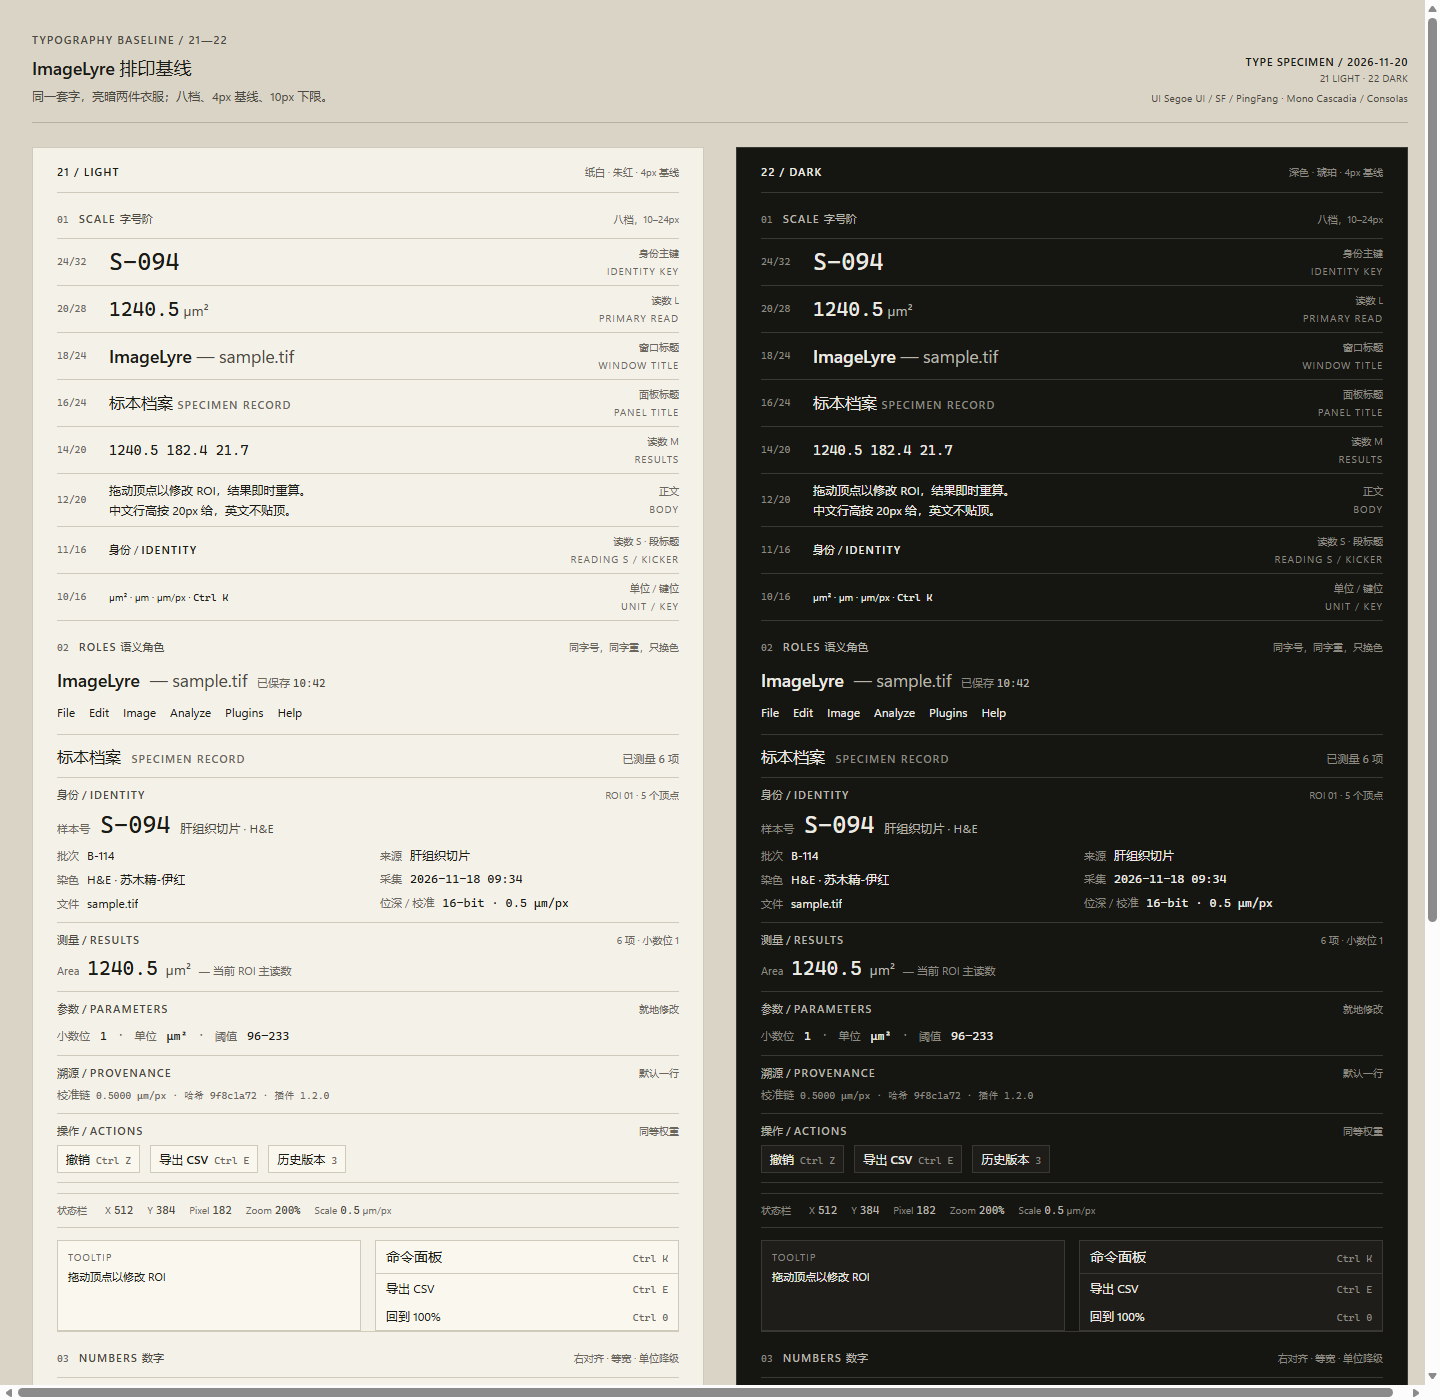 TYPOGRAPHY BASELINE / 21—22
ImageLyre 排印基线
同一套字，亮暗两件衣服；八档、4px 基线、10px 下限。
TYPE SPECIMEN / 2026-11-20
21 LIGHT · 22 DARK
UI Segoe UI / SF / PingFang · Mono Cascadia / Consolas
21 / LIGHT 纸白 · 朱红 · 4px 基线
01 SCALE 字号阶 八档，10–24px
24/32 S-094 身份主键
IDENTITY KEY
20/28 1240.5 µm² 读数 L
PRIMARY READ
18/24 ImageLyre — sample.tif 窗口标题
WINDOW TITLE
16/24 标本档案 SPECIMEN RECORD 面板标题
PANEL TITLE
14/20 1240.5 182.4 21.7 读数 M
RESULTS
12/20 拖动顶点以修改 ROI，结果即时重算。
中文行高按 20px 给，英文不贴顶。
正文
BODY
11/16 身份 / IDENTITY 读数 S · 段标题
READING S / KICKER
10/16 µm² · µm · µm/px · Ctrl K 单位 / 键位
UNIT / KEY
02 ROLES 语义角色 同字号，同字重，只换色
ImageLyre — sample.tif 已保存 10:42
File Edit Image Analyze Plugins Help
标本档案 SPECIMEN RECORD 已测量 6 项
身份 / IDENTITY ROI 01 · 5 个顶点
样本号 S-094 肝组织切片 · H&E
批次 B-114 来源 肝组织切片
染色 H&E · 苏木精-伊红 采集 2026-11-18 09:34
文件 sample.tif 位深 / 校准 16-bit · 0.5 µm/px
测量 / RESULTS 6 项 · 小数位 1
Area 1240.5 µm² — 当前 ROI 主读数
参数 / PARAMETERS 就地修改
小数位 1 · 单位 µm² · 阈值 96–233
溯源 / PROVENANCE 默认一行
校准链 0.5000 µm/px · 哈希 9f8c1a72 · 插件 1.2.0
操作 / ACTIONS 同等权重
撤销 Ctrl Z 导出 CSV Ctrl E 历史版本 3
状态栏 X 512 Y 384 Pixel 182 Zoom 200% Scale 0.5 µm/px
TOOLTIP
拖动顶点以修改 ROI
命令面板 Ctrl K
导出 CSV Ctrl E
回到 100% Ctrl 0
03 NUMBERS 数字 右对齐 · 等宽 · 单位降级
22 / DARK 深色 · 琥珀 · 4px 基线
01 SCALE 字号阶 八档，10–24px
24/32 S-094 身份主键
IDENTITY KEY
20/28 1240.5 µm² 读数 L
PRIMARY READ
18/24 ImageLyre — sample.tif 窗口标题
WINDOW TITLE
16/24 标本档案 SPECIMEN RECORD 面板标题
PANEL TITLE
14/20 1240.5 182.4 21.7 读数 M
RESULTS
12/20 拖动顶点以修改 ROI，结果即时重算。
中文行高按 20px 给，英文不贴顶。
正文
BODY
11/16 身份 / IDENTITY 读数 S · 段标题
READING S / KICKER
10/16 µm² · µm · µm/px · Ctrl K 单位 / 键位
UNIT / KEY
02 ROLES 语义角色 同字号，同字重，只换色
ImageLyre — sample.tif 已保存 10:42
File Edit Image Analyze Plugins Help
标本档案 SPECIMEN RECORD 已测量 6 项
身份 / IDENTITY ROI 01 · 5 个顶点
样本号 S-094 肝组织切片 · H&E
批次 B-114 来源 肝组织切片
染色 H&E · 苏木精-伊红 采集 2026-11-18 09:34
文件 sample.tif 位深 / 校准 16-bit · 0.5 µm/px
测量 / RESULTS 6 项 · 小数位 1
Area 1240.5 µm² — 当前 ROI 主读数
参数 / PARAMETERS 就地修改
小数位 1 · 单位 µm² · 阈值 96–233
溯源 / PROVENANCE 默认一行
校准链 0.5000 µm/px · 哈希 9f8c1a72 · 插件 1.2.0
操作 / ACTIONS 同等权重
撤销 Ctrl Z 导出 CSV Ctrl E 历史版本 3
状态栏 X 512 Y 384 Pixel 182 Zoom 200% Scale 0.5 µm/px
TOOLTIP
拖动顶点以修改 ROI
命令面板 Ctrl K
导出 CSV Ctrl E
回到 100% Ctrl 0
03 NUMBERS 数字 右对齐 · 等宽 · 单位降级